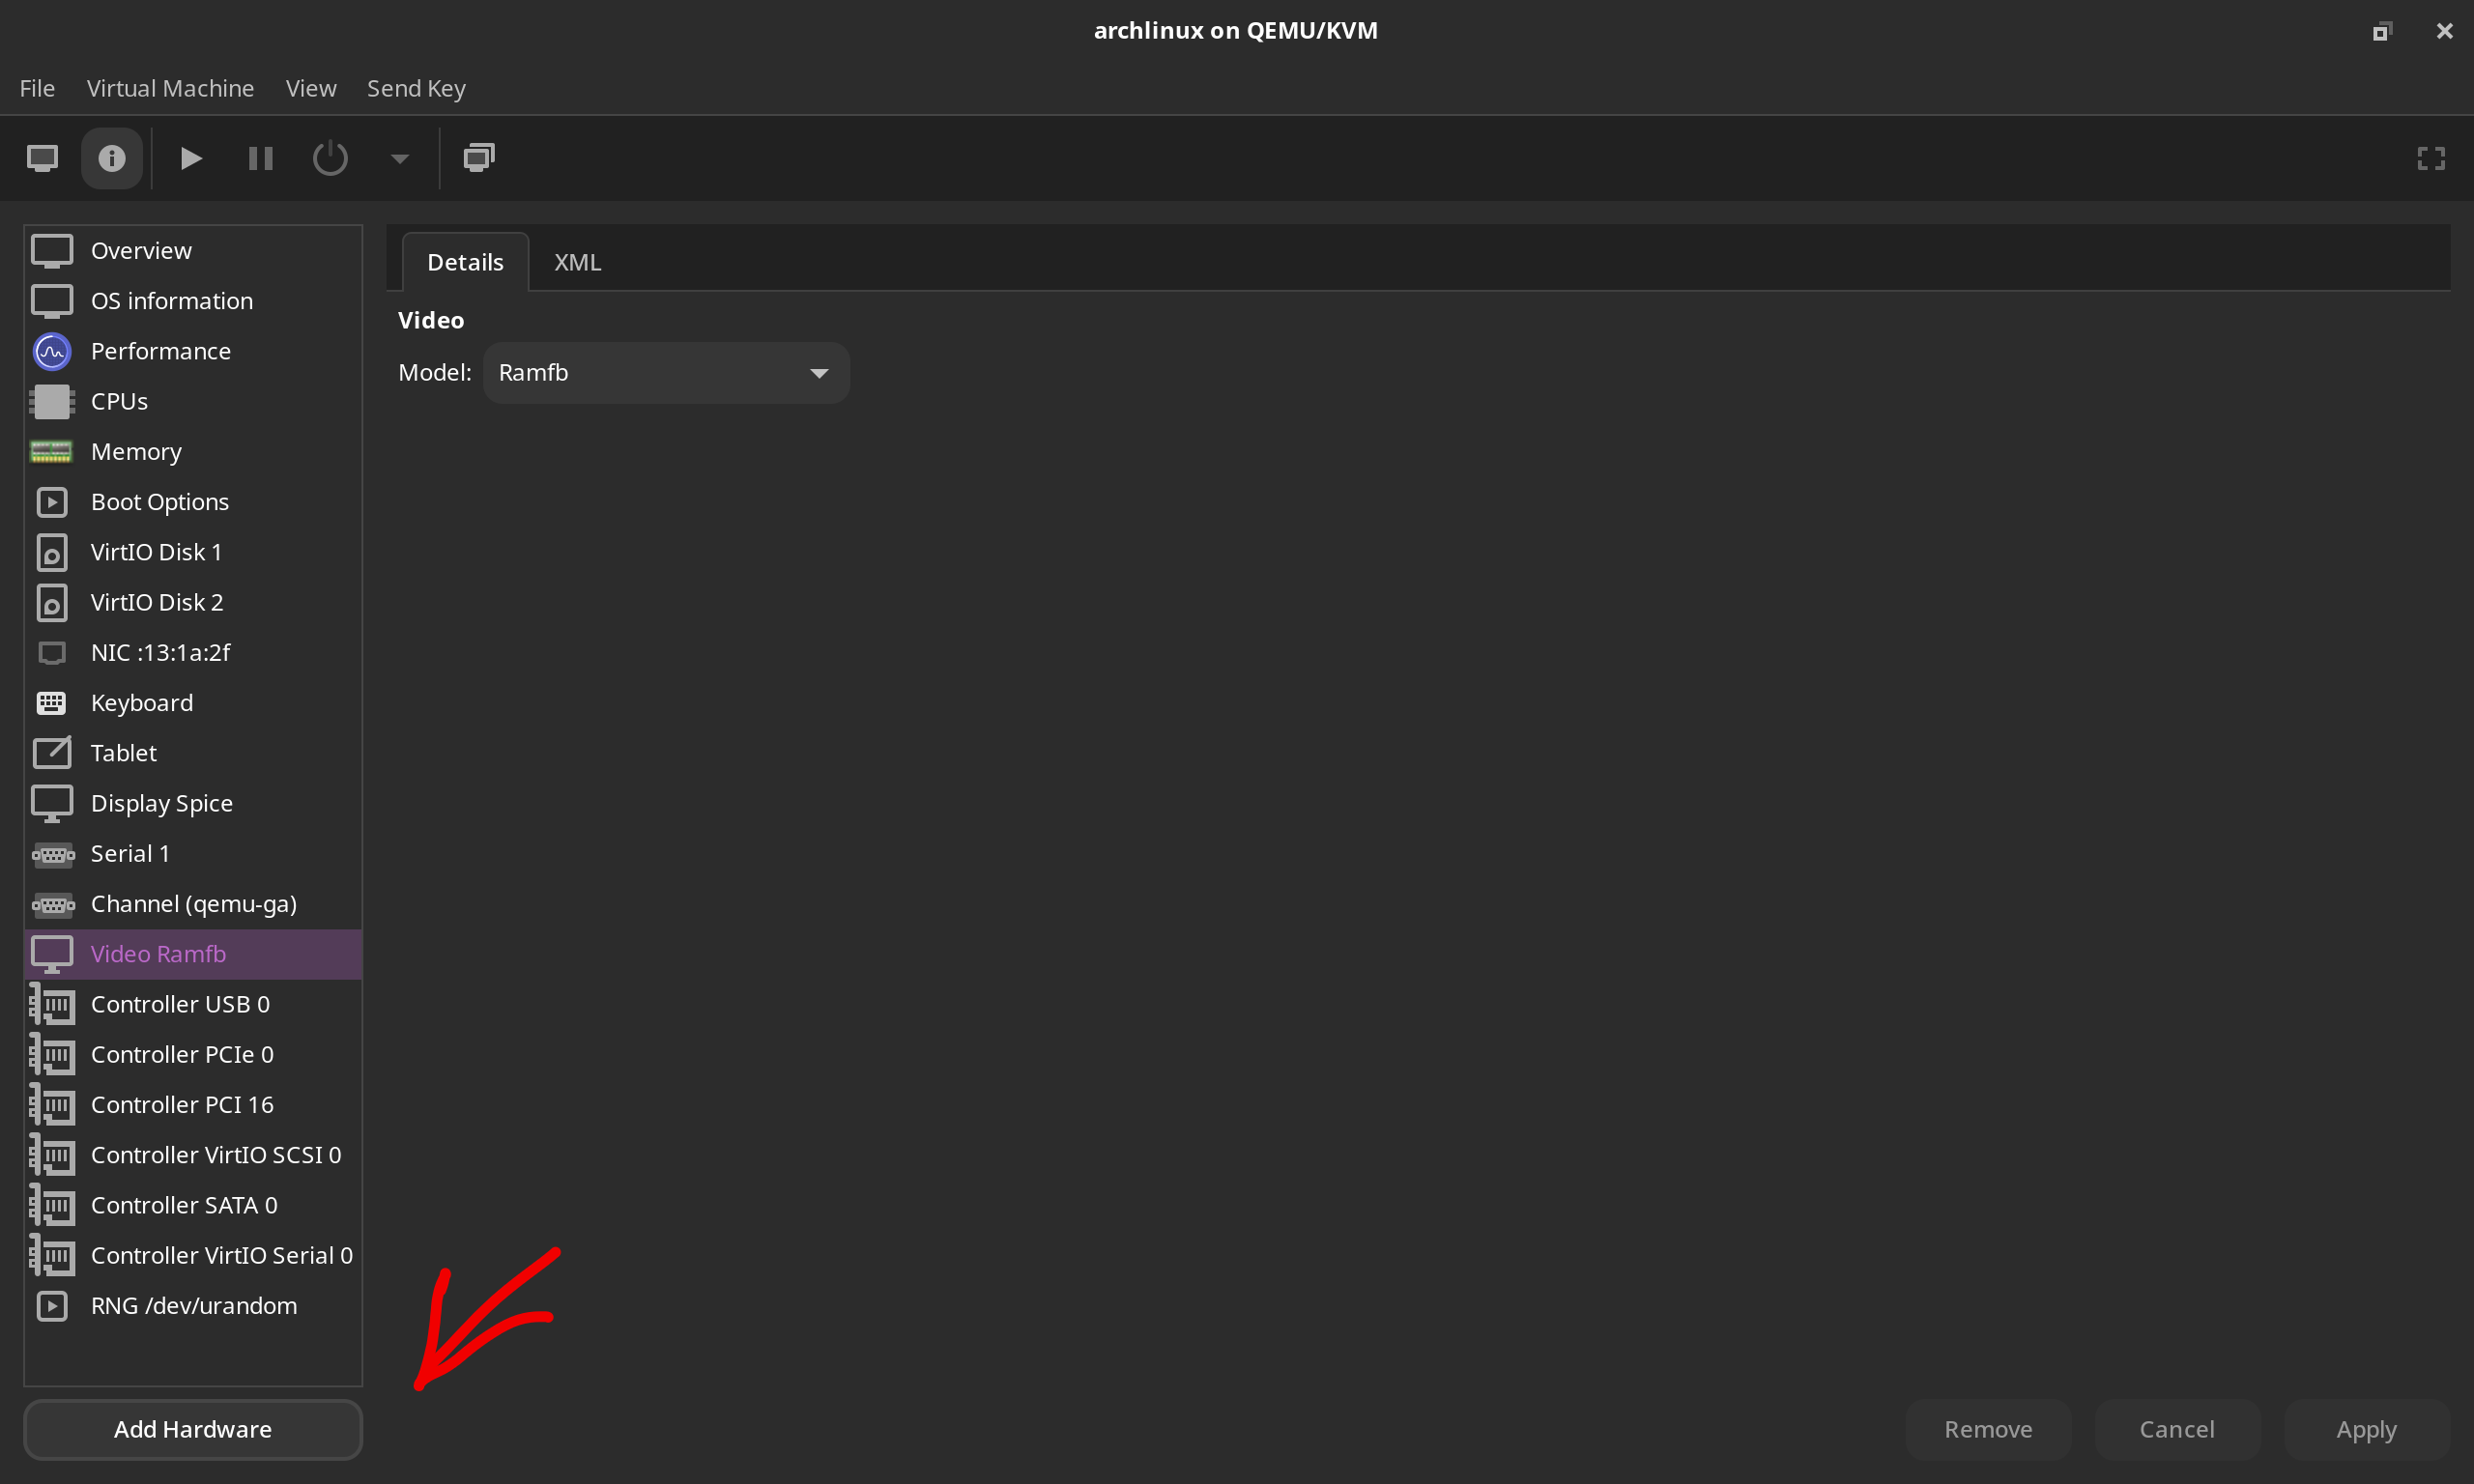 archlinux on QEMU/KVM
File Virtual Machine View Send Key
Overview
OS information
Performance
CPUs
Memory
Boot Options
VirtIO Disk 1
VirtIO Disk 2
NIC :13:1a:2f
Keyboard
Tablet
Display Spice
Serial 1
Channel (qemu-ga)
Video Ramfb
Controller USB 0
Controller PCIe 0
Controller PCI 16
Controller VirtIO SCSI 0
Controller SATA 0
Controller VirtIO Serial 0
RNG /dev/urandom
Add Hardware
Details XML
Video
Model: Ramfb
Remove Cancel Apply